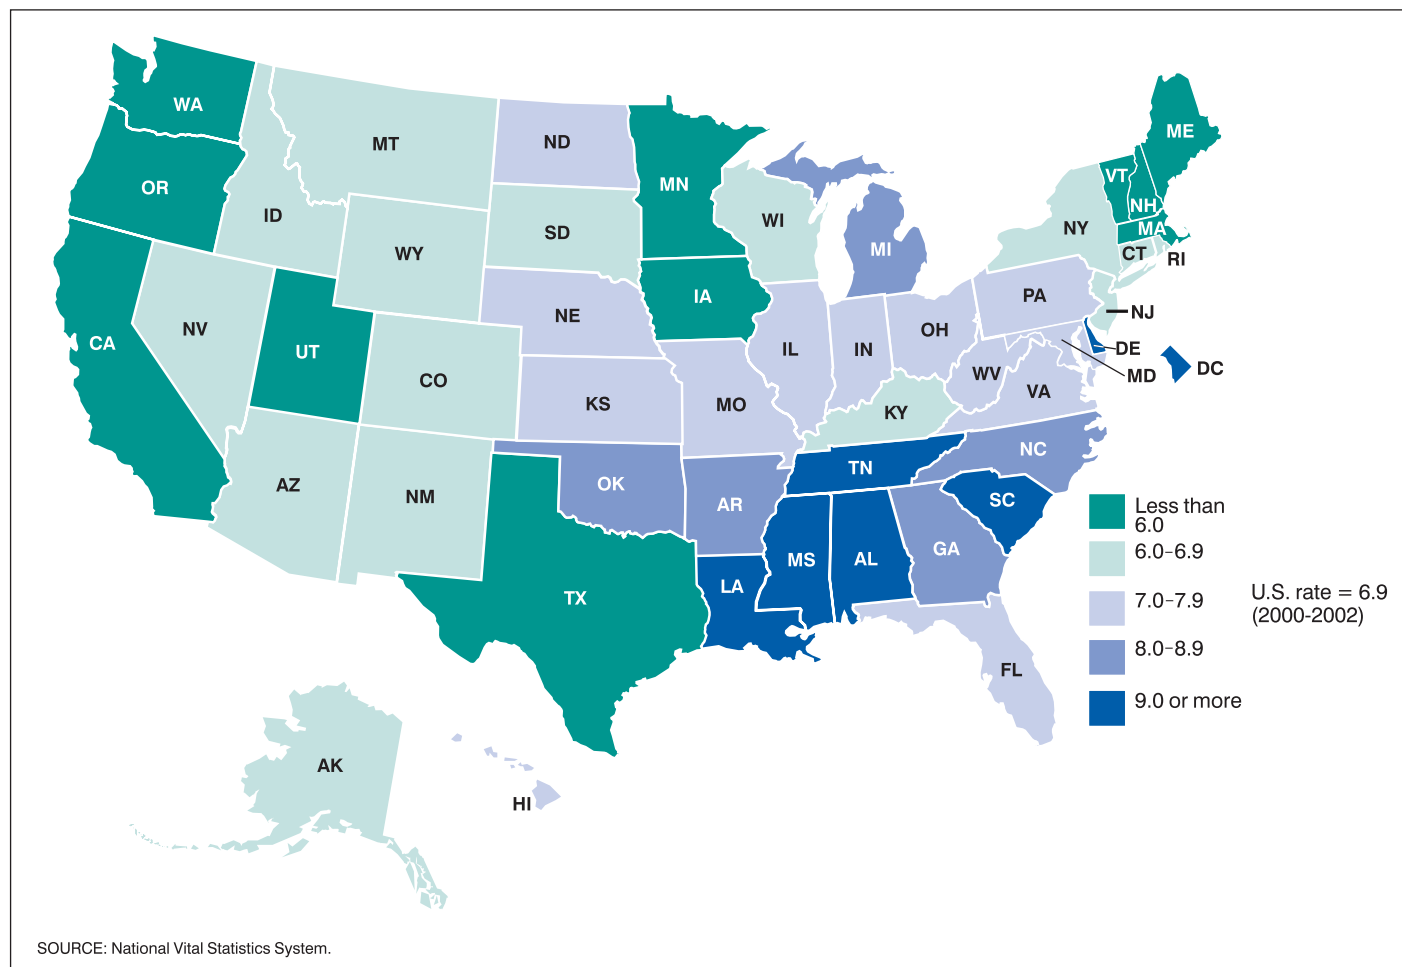 WA
ME
MT
ND
VT
OR
MN
NH
ID
WI
NY
MA
SD
CT
RI
WY
MI
PA
IA
NE
NJ
NV
OH
CA
UT
IL
IN
DE
DC
CO
WV
MD
KS
MO
VA
KY
NC
TN
AZ
OK
NM
SC
AR
Less than
6.0
GA
6.0–6.9
MS
AL
LA
TX
7.0–7.9
U.S. rate = 6.9
(2000-2002)
8.0–8.9
FL
9.0 or more
AK
HI
SOURCE: National Vital Statistics System.